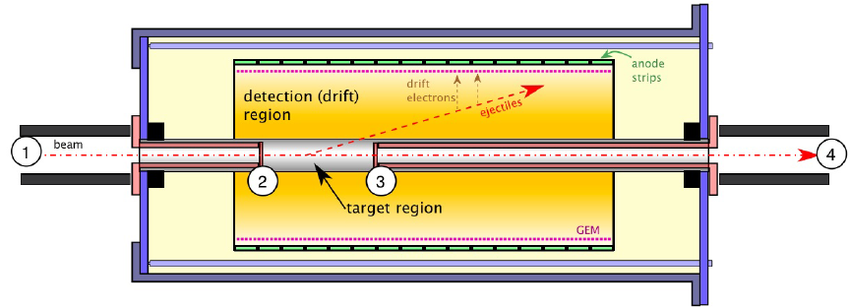 anode
strips
drift
electrons
detection (drift)
region
ejectiles
1
beam
4
2
3
target region
GEM